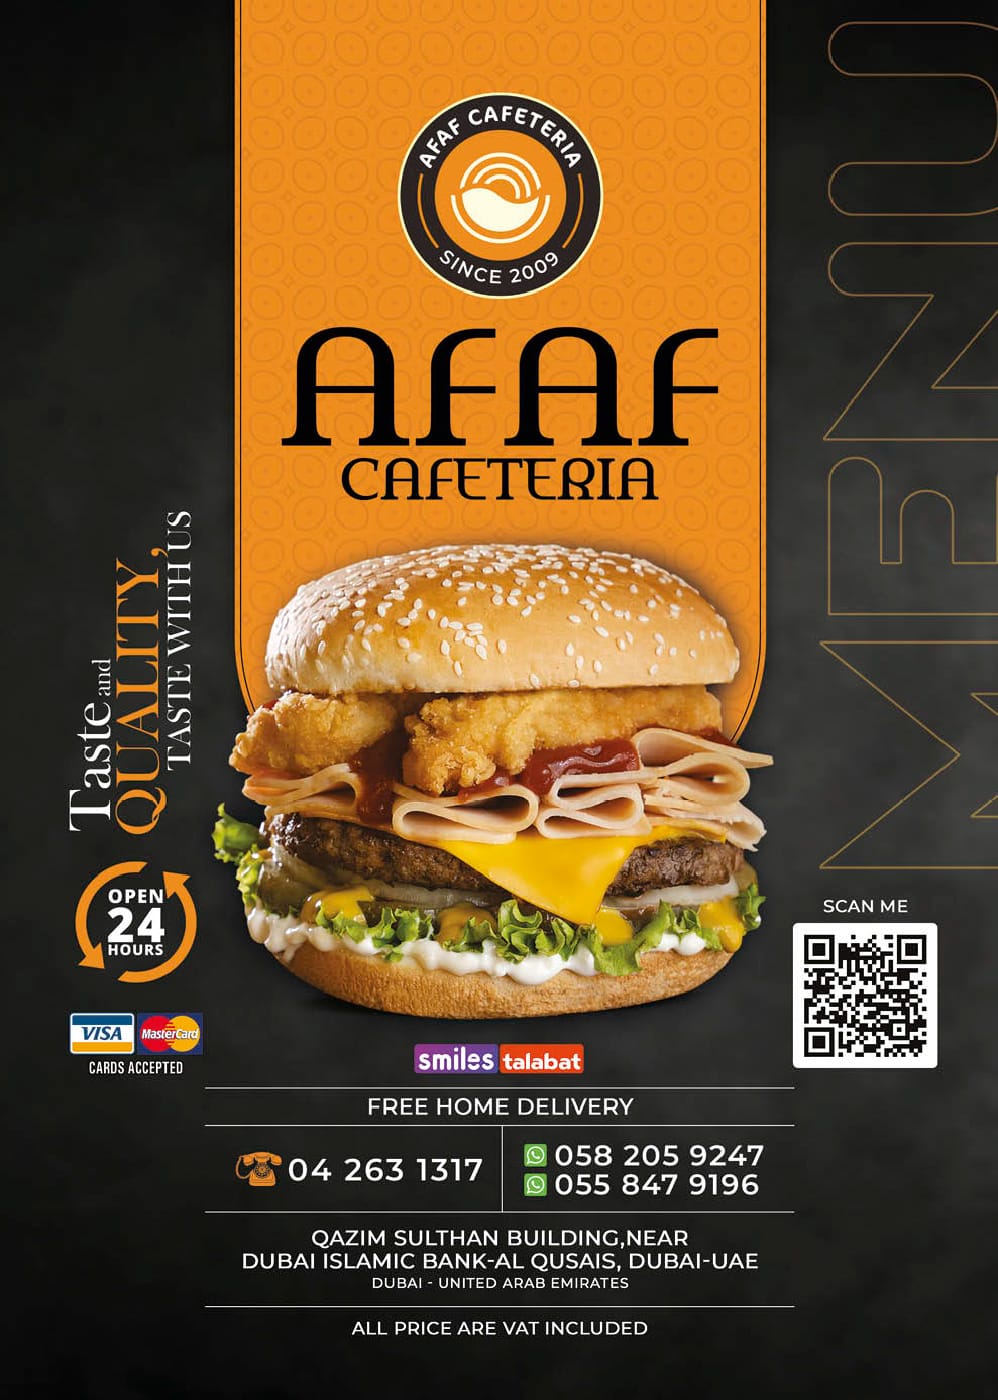 AFAF CAFETERIA
SINCE 2009
AFAF
CAFETERIA
MENU
Taste and
QUALITY,
TASTE WITH US
OPEN
24
HOURS
VISA
MasterCard
CARDS ACCEPTED
SCAN ME
smiles talabat
FREE HOME DELIVERY
04 263 1317
058 205 9247
055 847 9196
QAZIM SULTHAN BUILDING,NEAR
DUBAI ISLAMIC BANK-AL QUSAIS, DUBAI-UAE
DUBAI - UNITED ARAB EMIRATES
ALL PRICE ARE VAT INCLUDED